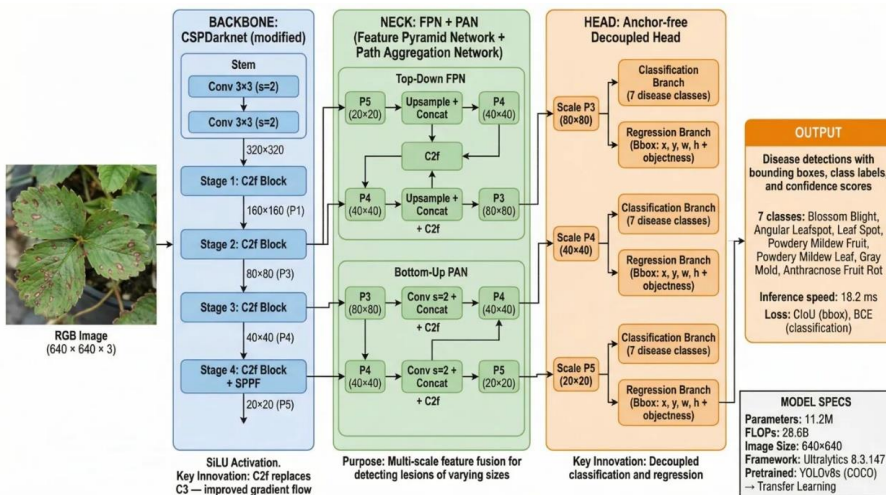 BACKBONE:
CSPDarknet (modified)
Stem
Conv 3×3 (s=2)
Conv 3×3 (s=2)
320×320
Stage 1: C2f Block
160×160 (P1)
Stage 2: C2f Block
80×80 (P3)
Stage 3: C2f Block
40×40 (P4)
Stage 4: C2f Block
+ SPPF
20×20 (P5)
SiLU Activation.
Key Innovation: C2f replaces
C3 — improved gradient flow
RGB Image
(640 × 640 × 3)
NECK: FPN + PAN
(Feature Pyramid Network +
Path Aggregation Network)
Top-Down FPN
P5
(20×20)
Upsample +
Concat
P4
(40×40)
C2f
P4
(40×40)
Upsample +
Concat
+ C2f
P3
(80×80)
Bottom-Up PAN
P3
(80×80)
Conv s=2 +
Concat
+ C2f
P4
(40×40)
P4
(40×40)
Conv s=2 +
Concat
+ C2f
P5
(20×20)
Purpose: Multi-scale feature fusion for
detecting lesions of varying sizes
HEAD: Anchor-free
Decoupled Head
Scale P3
(80×80)
Classification
Branch
(7 disease classes)
Regression Branch
(Bbox: x, y, w, h +
objectness)
Scale P4
(40×40)
Classification
Branch
(7 disease classes)
Regression Branch
(Bbox: x, y, w, h +
objectness)
Scale P5
(20×20)
Classification
Branch
(7 disease classes)
Regression Branch
(Bbox: x, y, w, h +
objectness)
Key Innovation: Decoupled
classification and regression
OUTPUT
Disease detections with
bounding boxes, class labels,
and confidence scores
7 classes: Blossom Blight,
Angular Leafspot, Leaf Spot,
Powdery Mildew Fruit,
Powdery Mildew Leaf, Gray
Mold, Anthracnose Fruit Rot
Inference speed: 18.2 ms
Loss: CIoU (bbox), BCE
(classification)
MODEL SPECS
Parameters: 11.2M
FLOPs: 28.6B
Image Size: 640×640
Framework: Ultralytics 8.3.147
Pretrained: YOLOv8s (COCO)
→ Transfer Learning